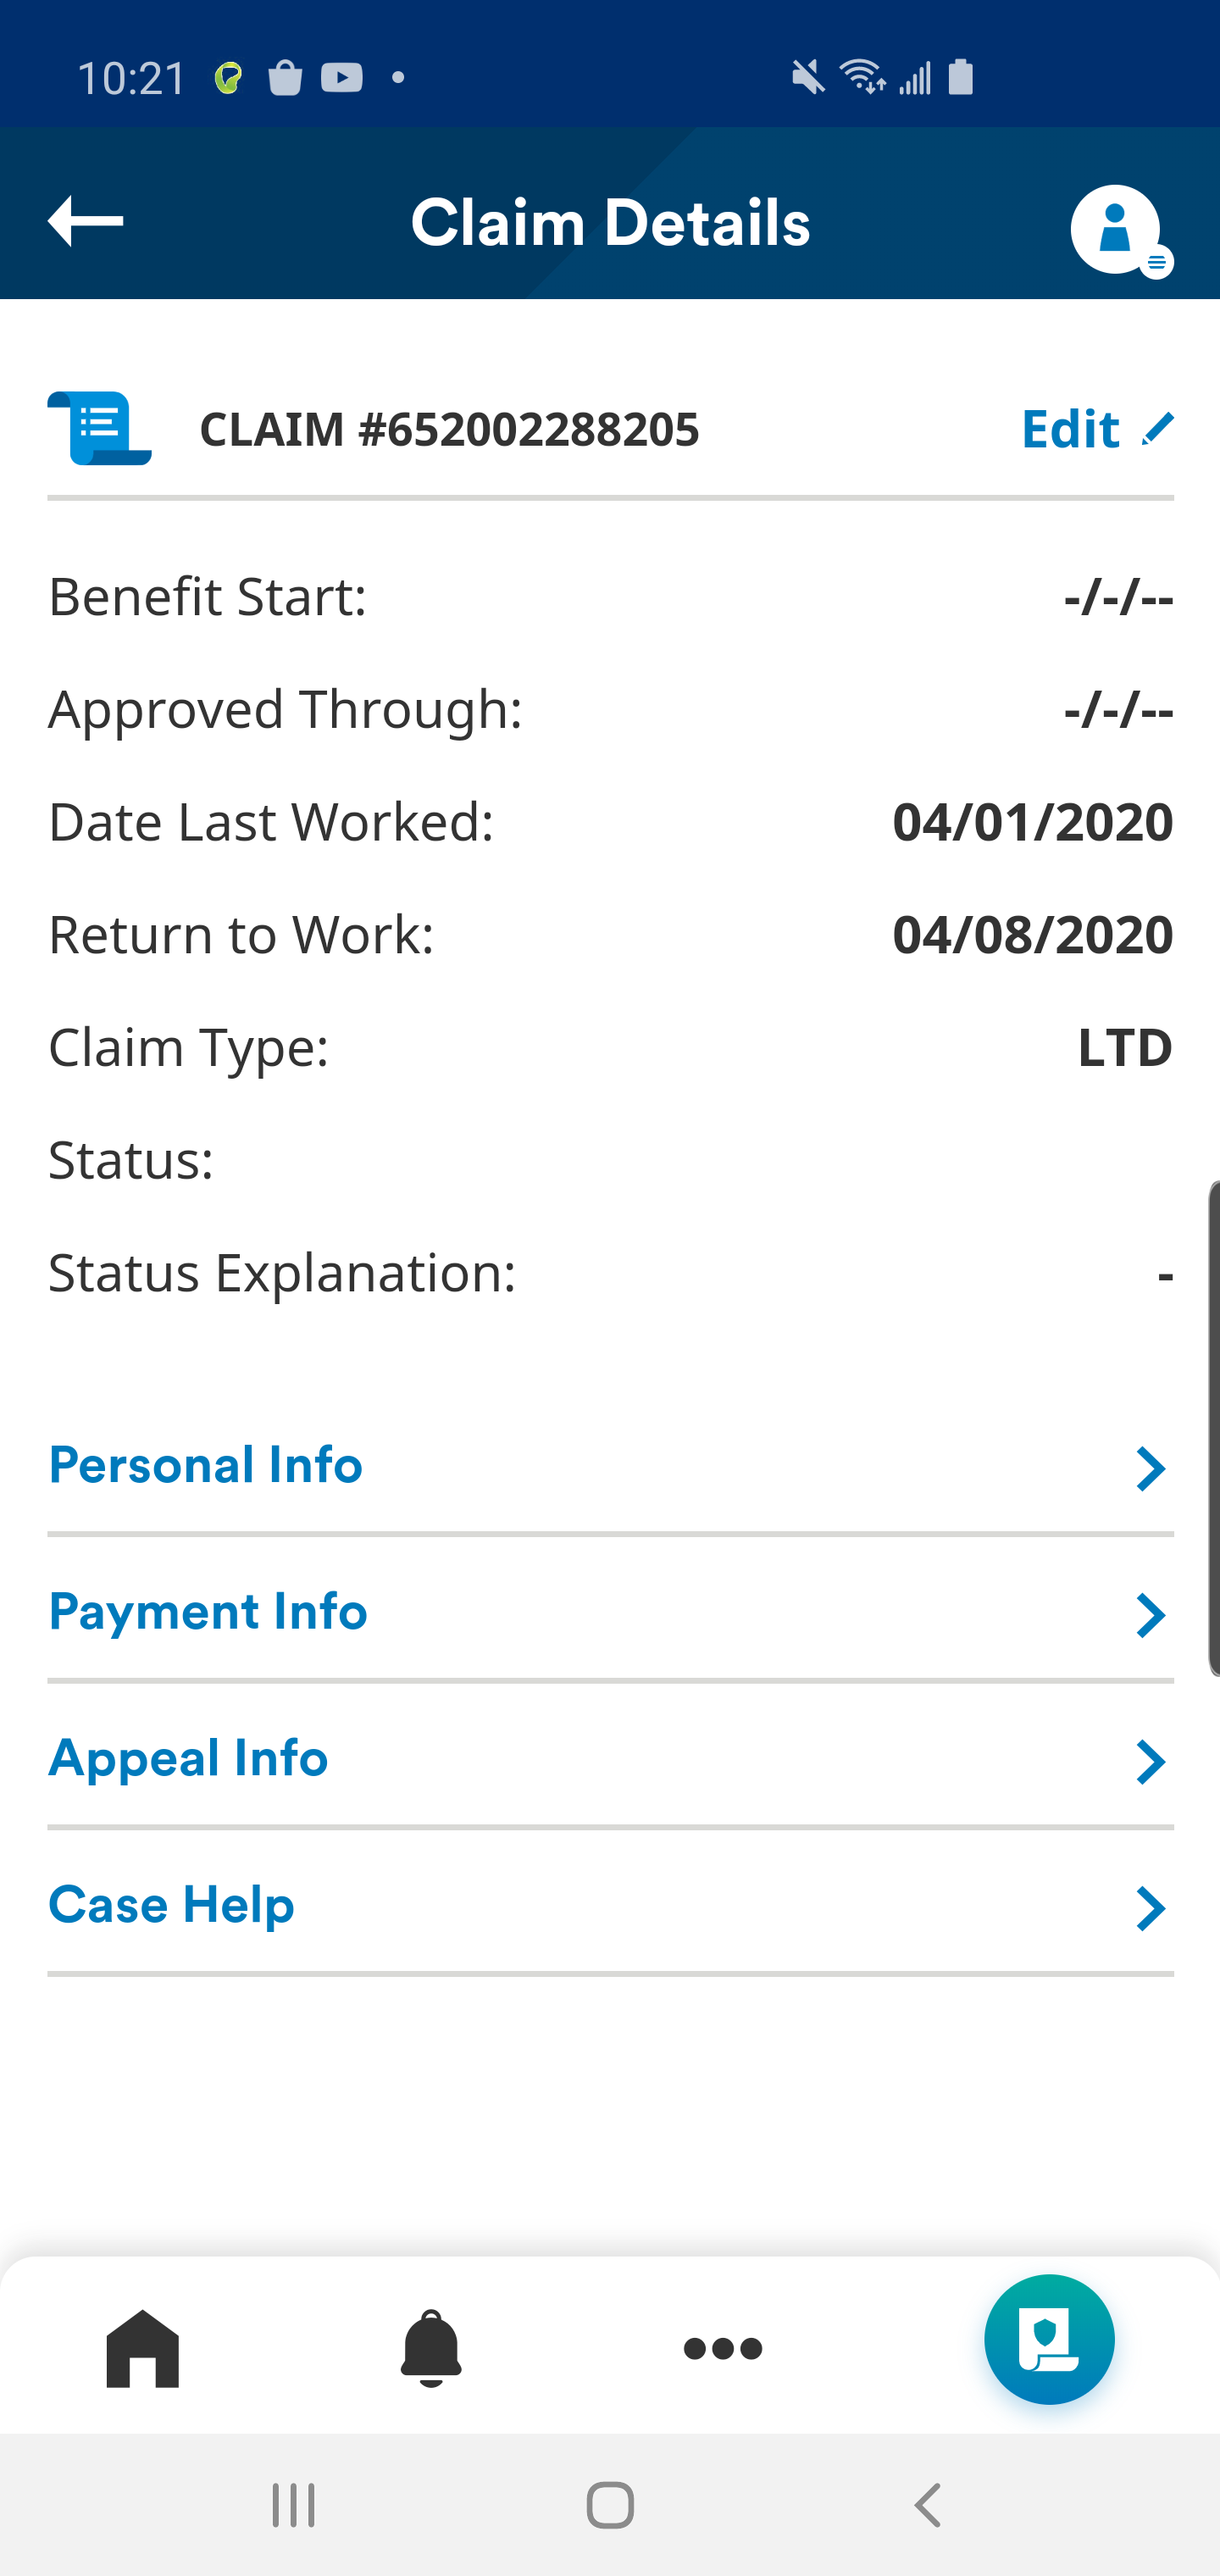 10:21
Claim Details
CLAIM #652002288205 Edit
Benefit Start: -/-/--
Approved Through: -/-/--
Date Last Worked: 04/01/2020
Return to Work: 04/08/2020
Claim Type: LTD
Status:
Status Explanation: -
Personal Info
Payment Info
Appeal Info
Case Help